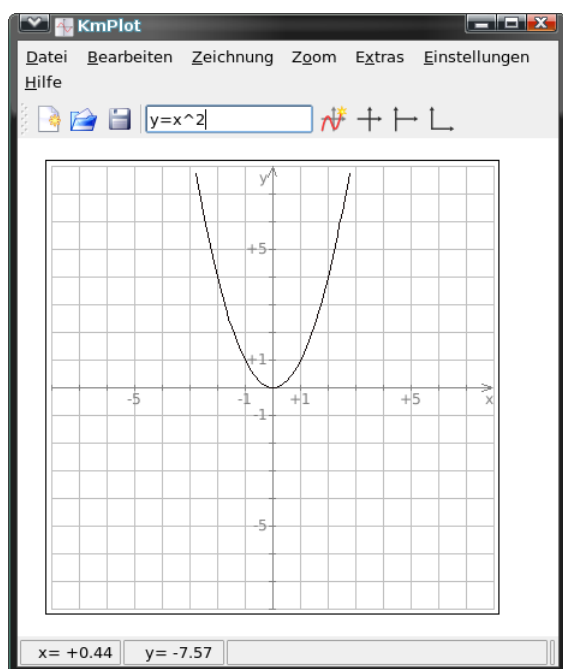 KmPlot
Datei Bearbeiten Zeichnung Zoom Extras Einstellungen
Hilfe
y=x^2
y
+5
+1
-5 -1 +1 +5 x
-1
-5
x= +0.44 y= -7.57